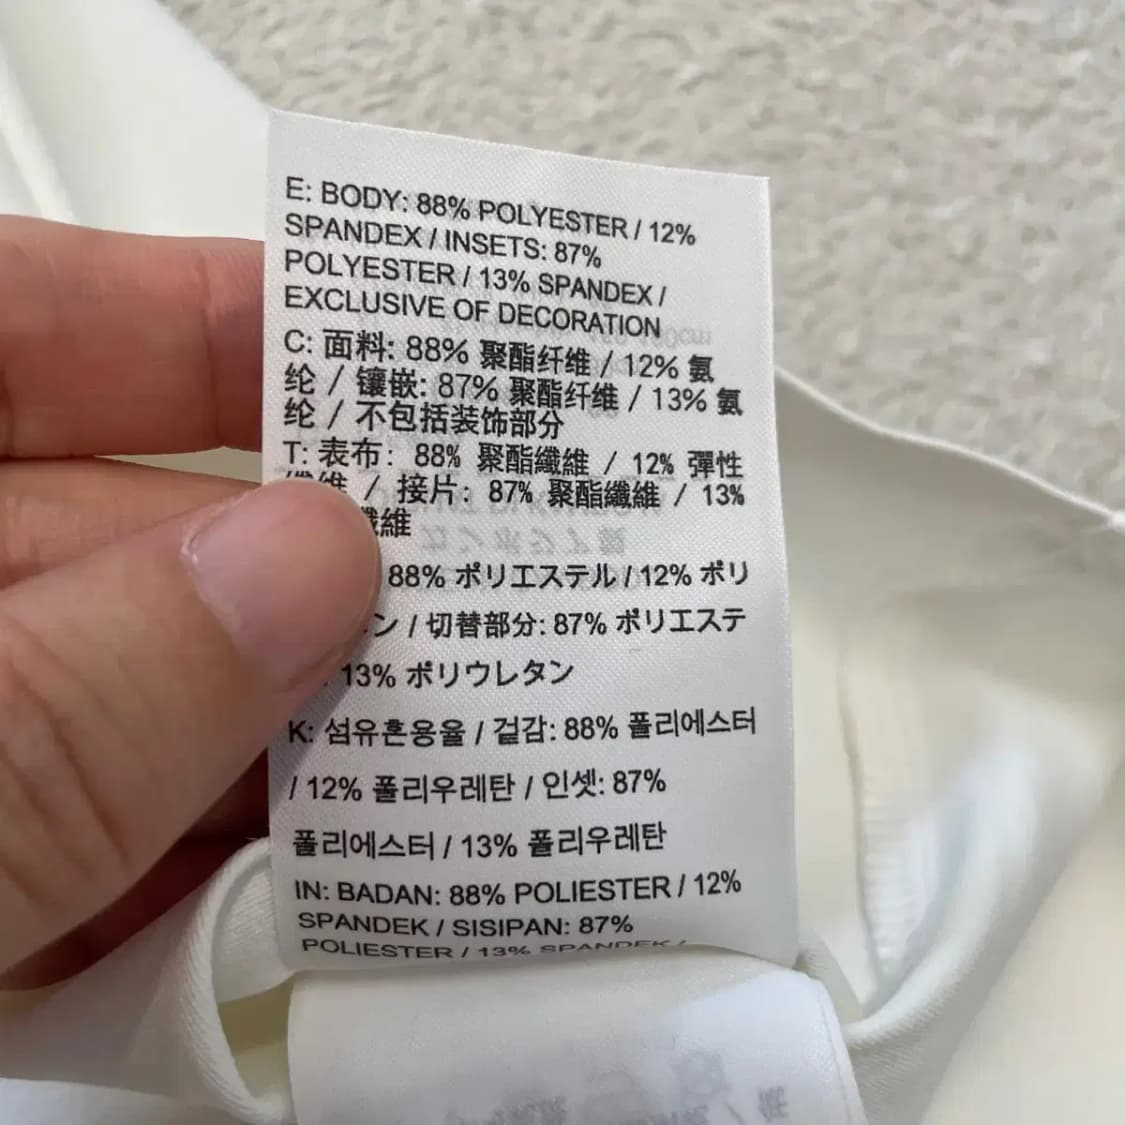 E: BODY: 88% POLYESTER / 12%
SPANDEX / INSETS: 87%
POLYESTER / 13% SPANDEX /
EXCLUSIVE OF DECORATION
C: 面料: 88% 聚酯纤维 / 12% 氨
纶 / 镶嵌: 87% 聚酯纤维 / 13% 氨
纶 / 不包括装饰部分
T: 表布: 88% 聚酯纖維 / 12% 彈性
纖維 / 接片: 87% 聚酯纖維 / 13%
纖維
88% ポリエステル / 12% ポリ
ン / 切替部分: 87% ポリエステ
13% ポリウレタン
K: 섬유혼용율 / 겉감: 88% 폴리에스터
/ 12% 폴리우레탄 / 인셋: 87%
폴리에스터 / 13% 폴리우레탄
IN: BADAN: 88% POLIESTER / 12%
SPANDEK / SISIPAN: 87%
POLIESTER / 13% SPANDEK /